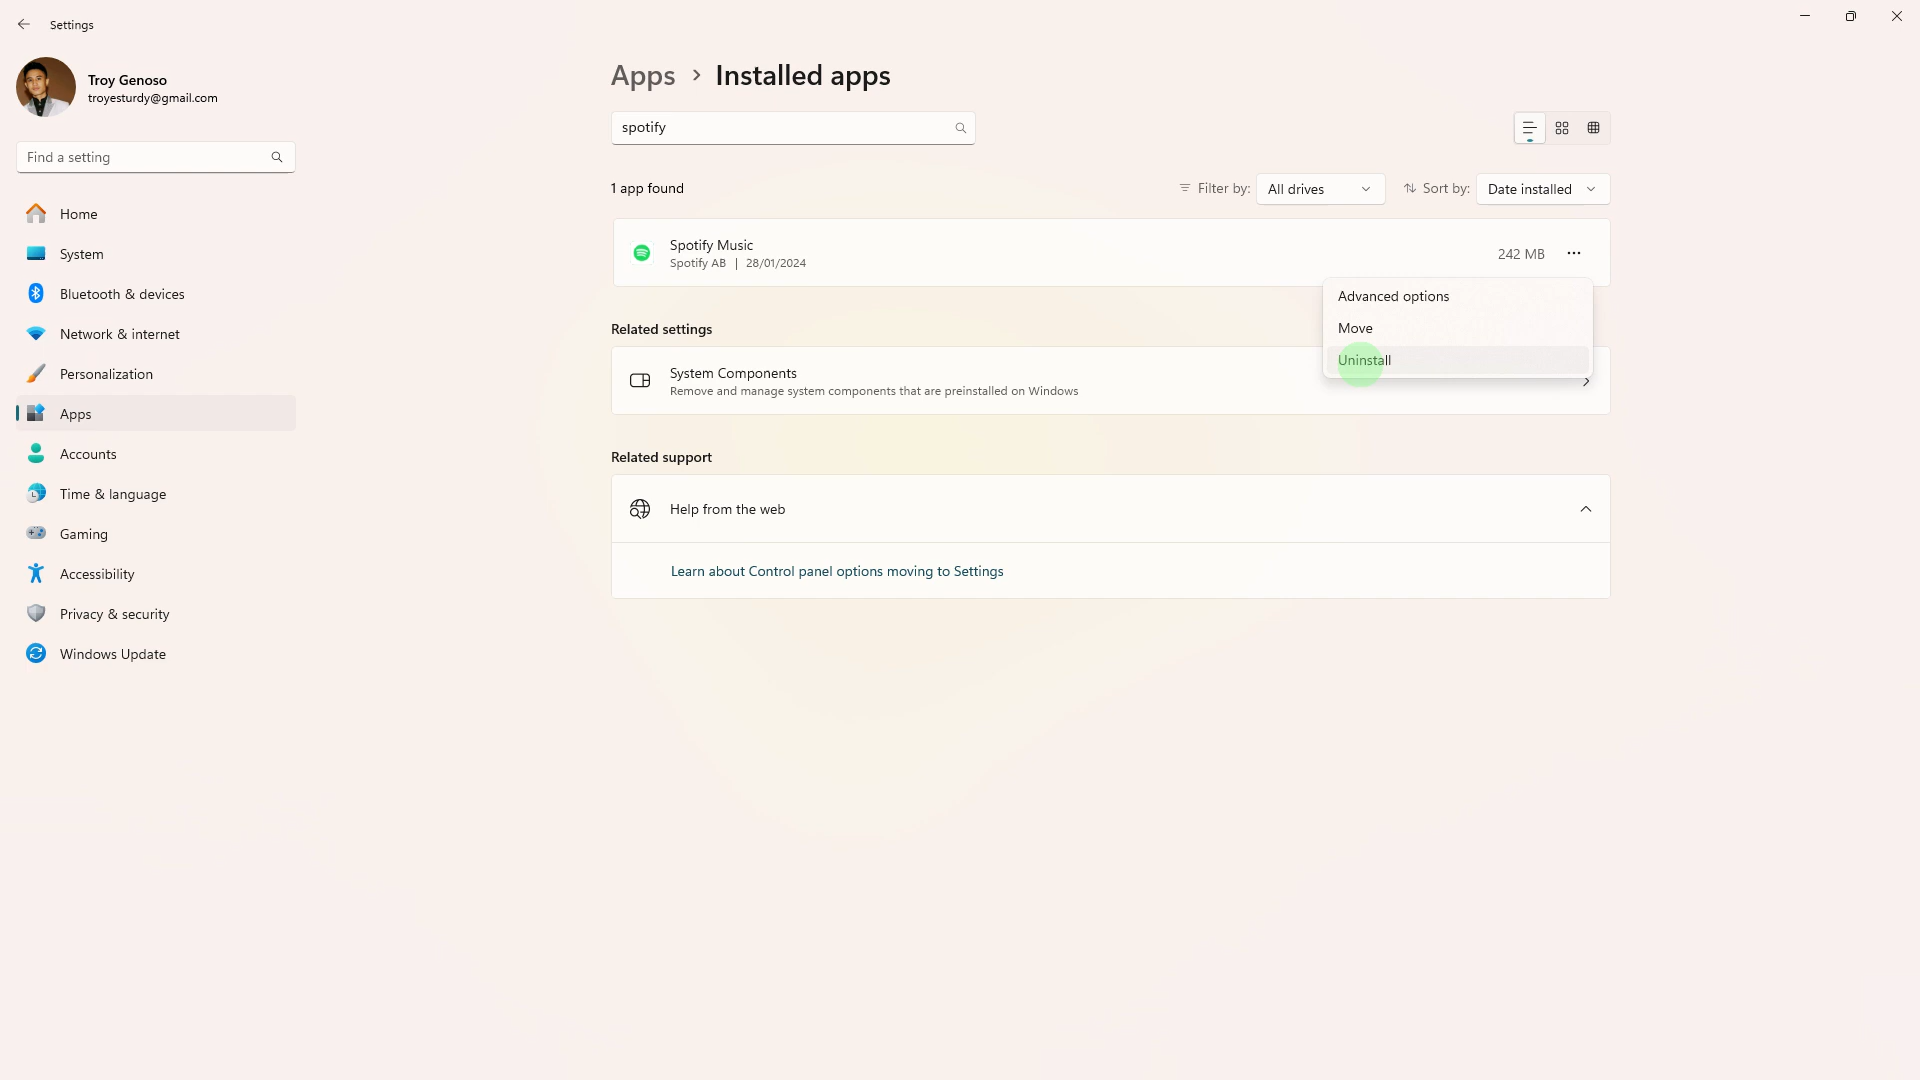 Settings
Troy Genoso
troyesturdy@gmail.com
Find a setting
Home
System
Bluetooth & devices
Network & internet
Personalization
Apps
Accounts
Time & language
Gaming
Accessibility
Privacy & security
Windows Update
Apps > Installed apps
spotify
1 app found
Filter by: All drives
Sort by: Date installed
Spotify Music
Spotify AB | 28/01/2024
242 MB
Advanced options
Move
Uninstall
Related settings
System Components
Remove and manage system components that are preinstalled on Windows
Related support
Help from the web
Learn about Control panel options moving to Settings